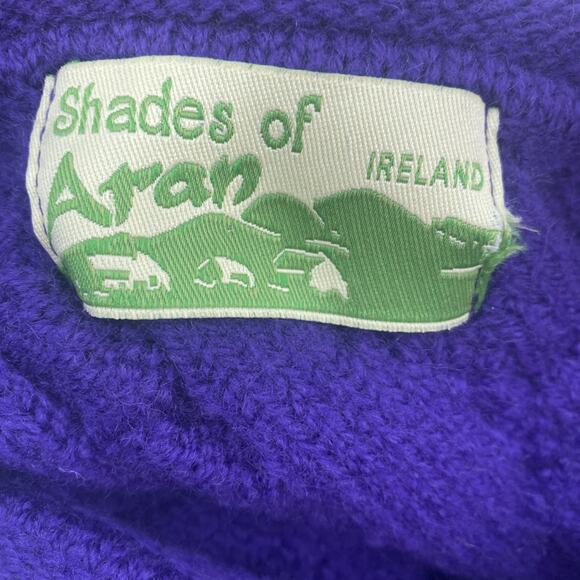 Shades of
Aran
IRELAND